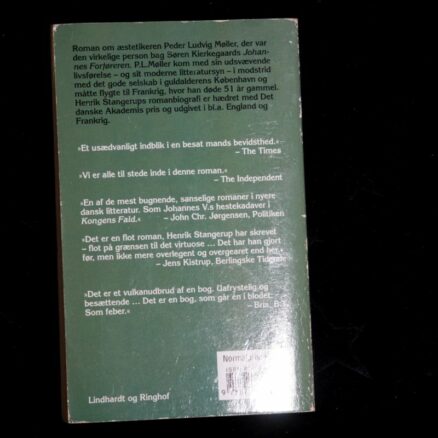 Roman om æstetikeren Peder Ludvig Møller, der var
den virkelige person bag Søren Kierkegaards Johan-
nes Forføreren. P.L.Møller kom med sin udsvævende
livsførelse – og sit moderne litteratursyn – i modstrid
med det gode selskab i guldalderens København og
måtte flygte til Frankrig, hvor han døde 51 år gammel.
Henrik Stangerups romanbiografi er hædret med Det
danske Akademis pris og udgivet i bl.a. England og
Frankrig.
»Et usædvanligt indblik i en besat mands bevidsthed.«
– The Times
»Vi er alle til stede inde i denne roman.«
– The Independent
»En af de mest bugnende, sanselige romaner i nyere
dansk litteratur. Som Johannes V.s hestekadaver i
Kongens Fald.« – John Chr. Jørgensen, Politiken
»Det er en flot roman, Henrik Stangerup har skrevet
– flot på grænsen til det virtuose ... Det har han gjort
før, men ikke mere overlegent og overgearet end her.«
– Jens Kistrup, Berlingske
»Det er et vulkanudbrud af en bog. Uafrystelig og
besættende ... Det er en bog, som går én i blodet.
Som feber.«
Lindhardt og Ringhof